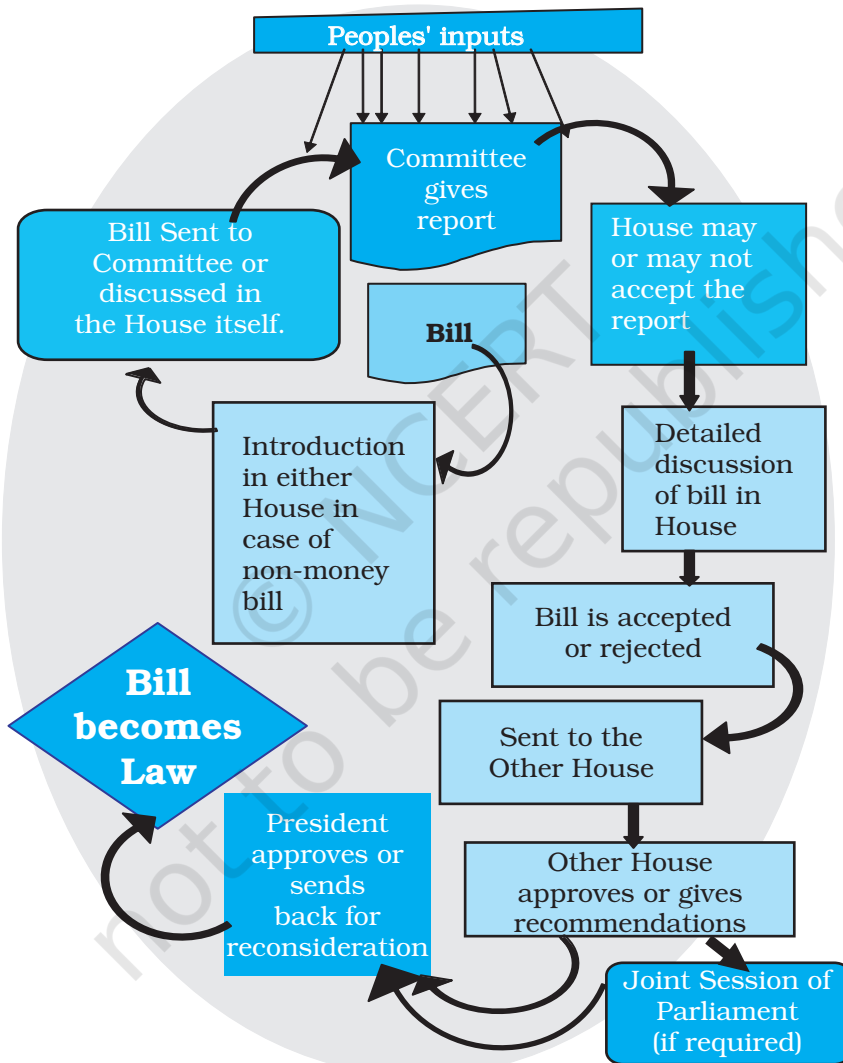 Peoples' inputs
Committee
gives
report
Bill Sent to
Committee or
discussed in
the House itself.
House may
or may not
accept the
report
Bill
Introduction
in either
House in
case of
non-money
bill
Detailed
discussion
of bill in
House
Bill is accepted
or rejected
Sent to the
Other House
Other House
approves or gives
recommendations
Joint Session of
Parliament
(if required)
President
approves or
sends
back for
reconsideration
Bill
becomes
Law
© NCERT
not to be republishe